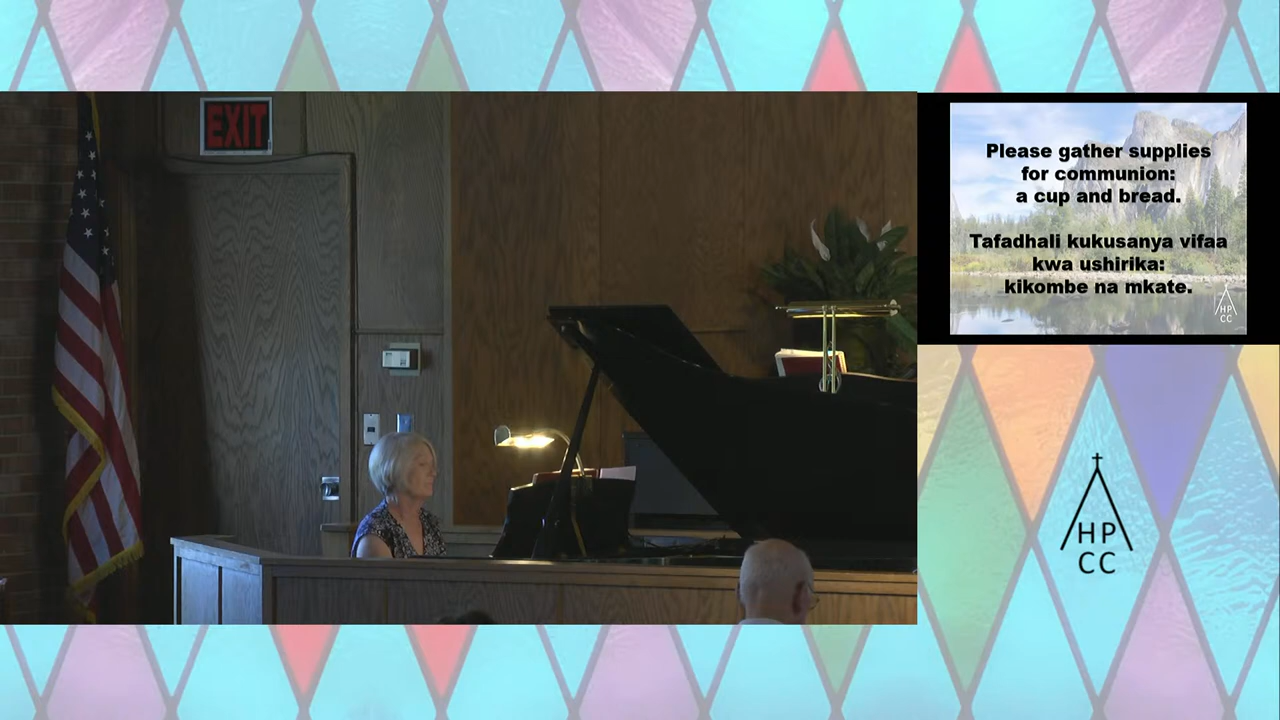 EXIT
Please gather supplies
for communion:
a cup and bread.
Tafadhali kukusanya vifaa
kwa ushirika:
kikombe na mkate.
HP
CC
HP
CC